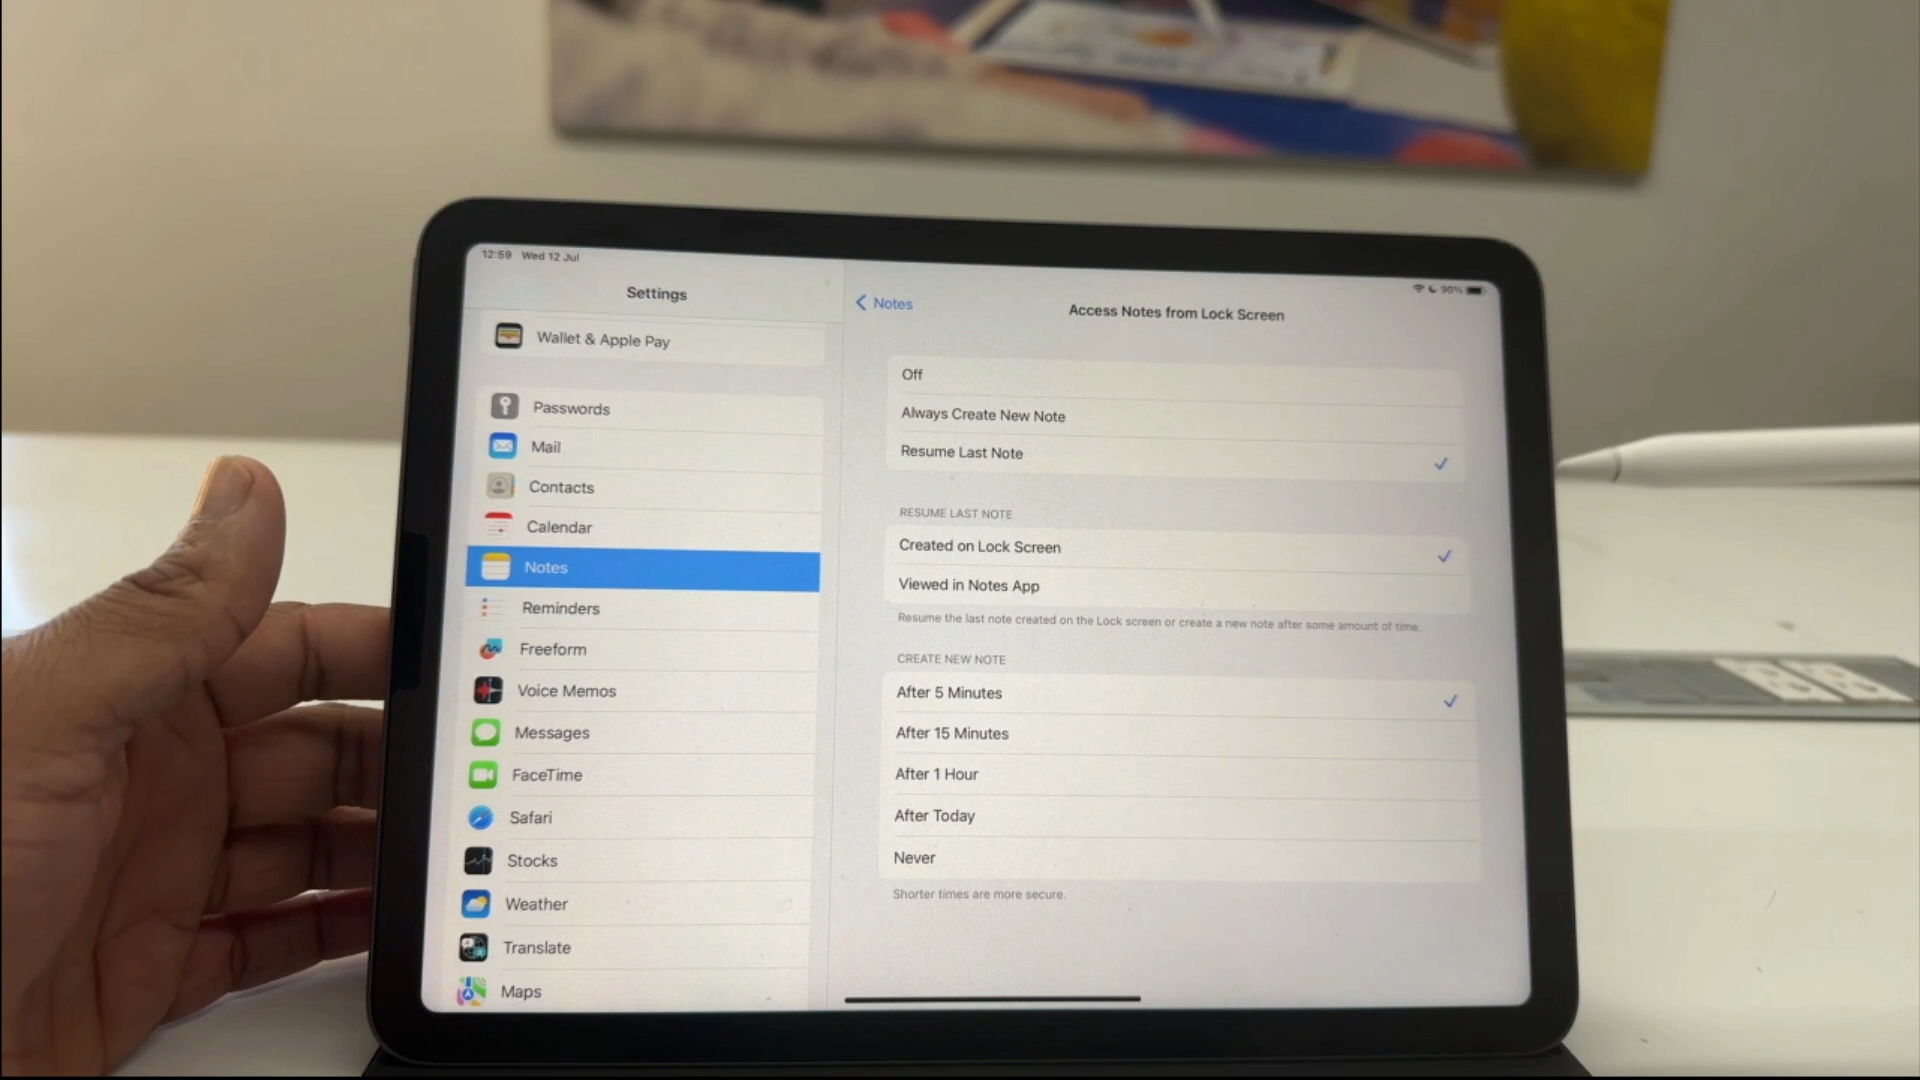 12:59 Wed 12 Jul
90%
Settings
Wallet & Apple Pay
Passwords
Mail
Contacts
Calendar
Notes
Reminders
Freeform
Voice Memos
Messages
FaceTime
Safari
Stocks
Weather
Translate
Maps
Notes
Access Notes from Lock Screen
Off
Always Create New Note
Resume Last Note
RESUME LAST NOTE
Created on Lock Screen
Viewed in Notes App
Resume the last note created on the Lock screen or create a new note after some amount of time.
CREATE NEW NOTE
After 5 Minutes
After 15 Minutes
After 1 Hour
After Today
Never
Shorter times are more secure.